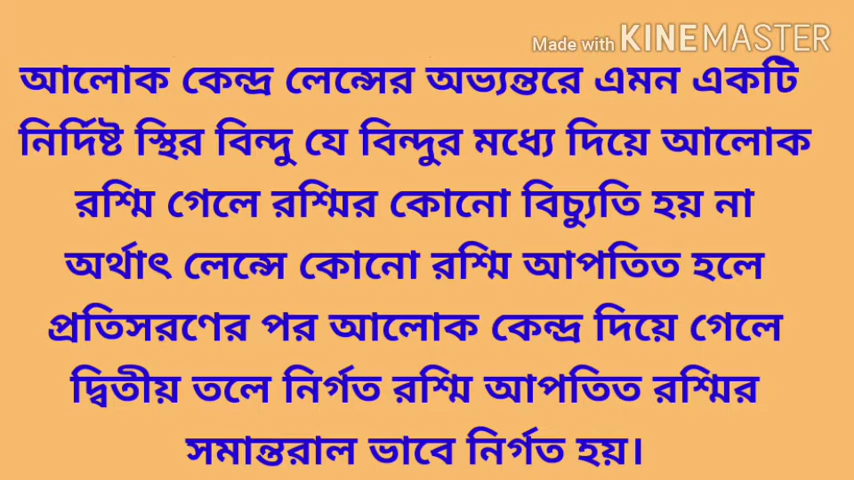 Made with KINEMASTER
আলোক কেন্দ্র লেন্সের অভ্যন্তরে এমন একটি
নির্দিষ্ট স্থির বিন্দু যে বিন্দুর মধ্যে দিয়ে আলোক
রশ্মি গেলে রশ্মির কোনো বিচ্যুতি হয় না
অর্থাৎ লেন্সে কোনো রশ্মি আপতিত হলে
প্রতিসরণের পর আলোক কেন্দ্র দিয়ে গেলে
দ্বিতীয় তলে নির্গত রশ্মি আপতিত রশ্মির
সমান্তরাল ভাবে নির্গত হয়।